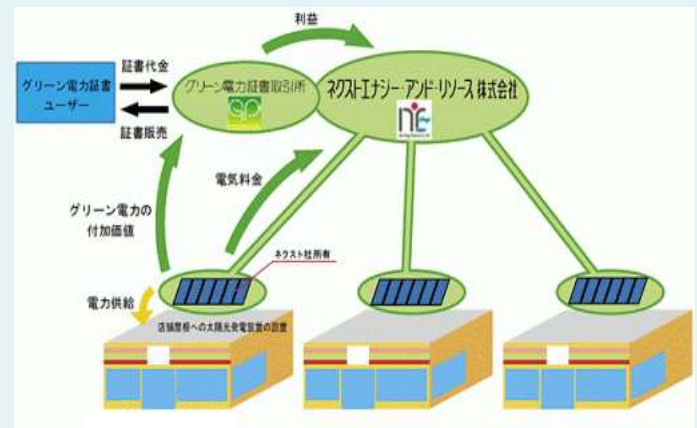 利益
証書代金
グリーン電力証書
ユーザー
証書販売
グリーン電力証書取引所
ネクストエナジー・アンド・リソース 株式会社
電気料金
グリーン電力の
付加価値
ネクスト社所有
電力供給
店舗屋根への太陽光発電装置の設置